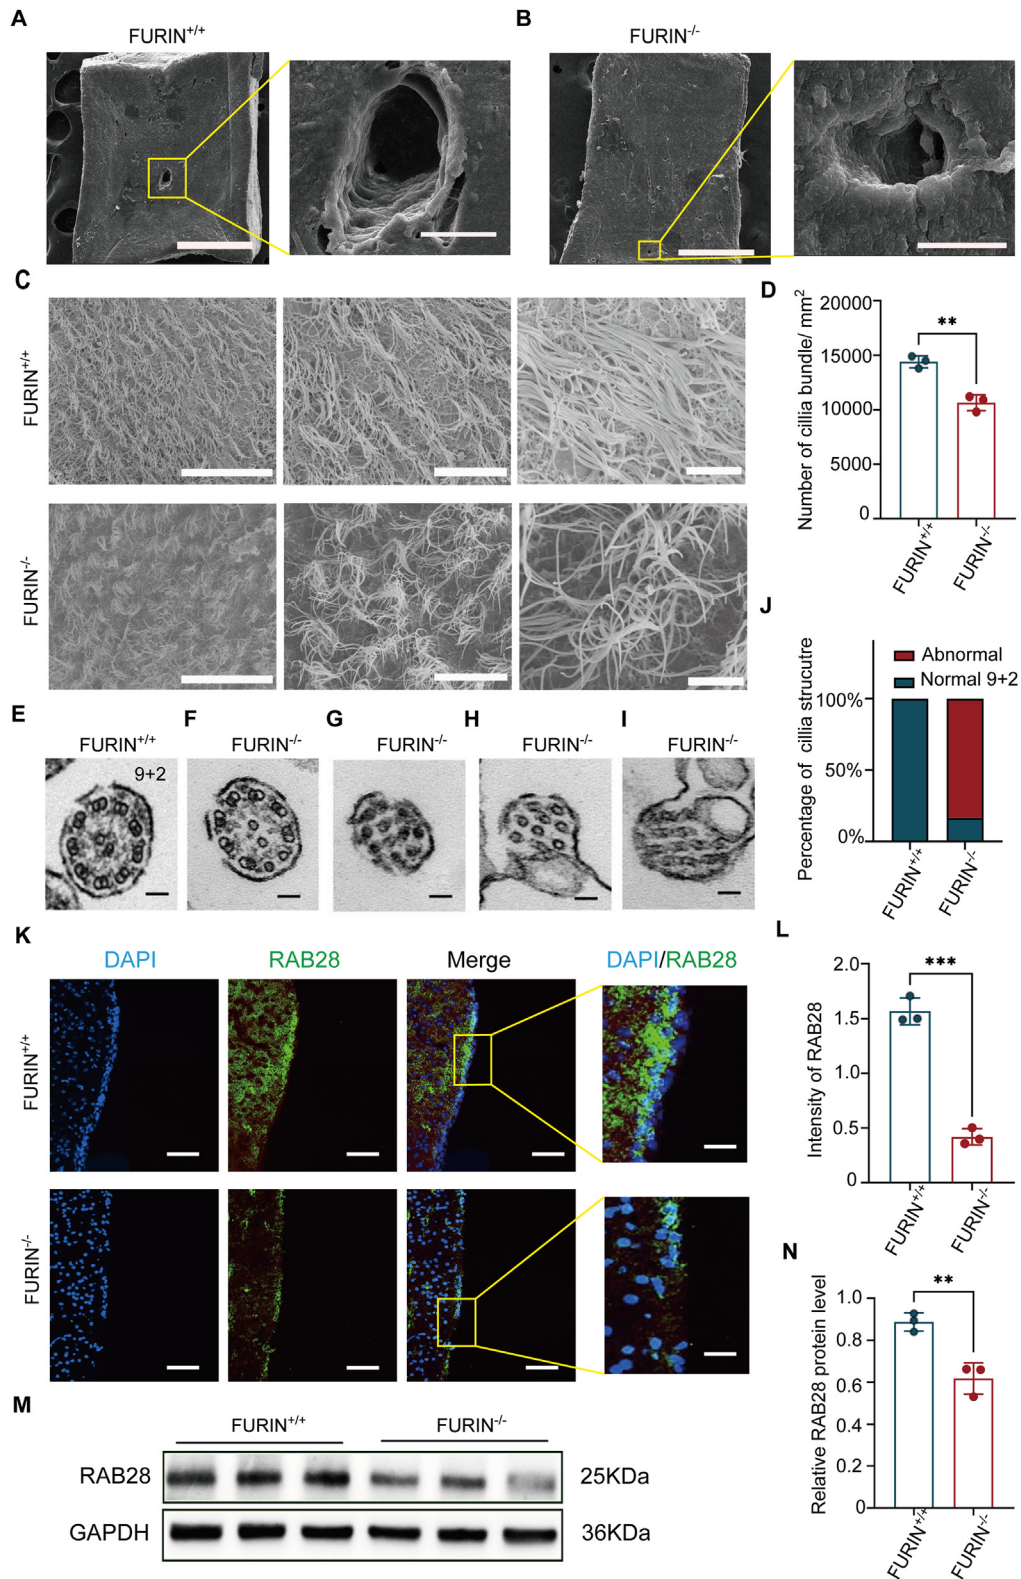 A
FURIN+/+
B
FURIN-/-
C
FURIN+/+
FURIN-/-
D
Number of cillia bundle/ mm²
20000
15000
10000
5000
0
**
FURIN+/+
FURIN-/-
E
FURIN+/+
9+2
F
FURIN-/-
G
FURIN-/-
H
FURIN-/-
I
FURIN-/-
J
Abnormal
Normal 9+2
Percentage of cillia strucutre
100%
50%
0%
FURIN+/+
FURIN-/-
K
DAPI
RAB28
Merge
DAPI/RAB28
FURIN+/+
FURIN-/-
L
Intensity of RAB28
2.0
1.5
1.0
0.5
0
***
FURIN+/+
FURIN-/-
M
FURIN+/+
FURIN-/-
RAB28
25KDa
GAPDH
36KDa
N
Relative RAB28 protein level
1.0
0.8
0.6
0.4
0.2
0
**
FURIN+/+
FURIN-/-